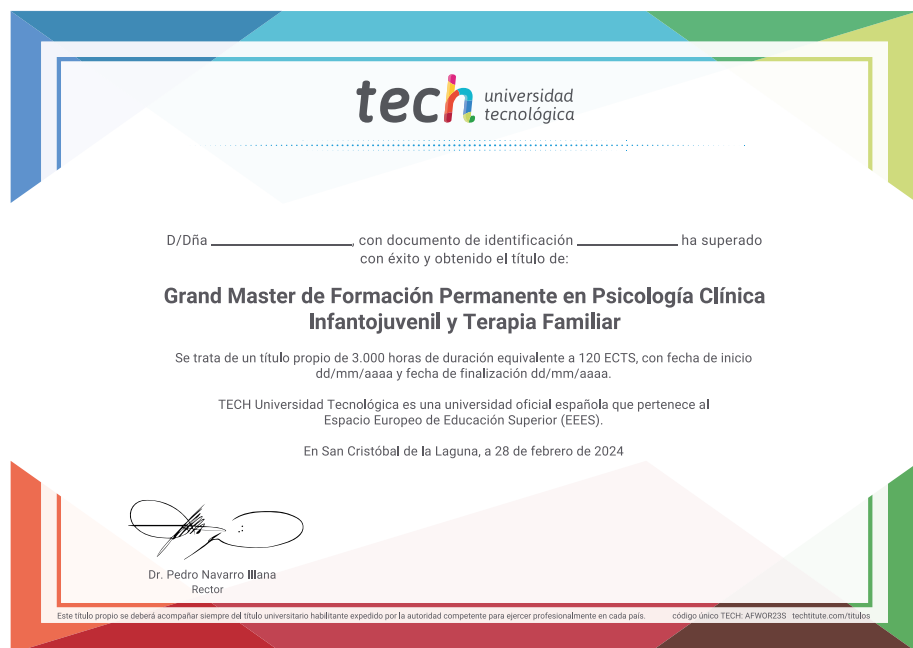 tech universidad
tecnológica
D/Dña ____________________, con documento de identificación ______________ ha superado
con éxito y obtenido el título de:
Grand Master de Formación Permanente en Psicología Clínica
Infantojuvenil y Terapia Familiar
Se trata de un título propio de 3.000 horas de duración equivalente a 120 ECTS, con fecha de inicio
dd/mm/aaaa y fecha de finalización dd/mm/aaaa.
TECH Universidad Tecnológica es una universidad oficial española que pertenece al
Espacio Europeo de Educación Superior (EEES).
En San Cristóbal de la Laguna, a 28 de febrero de 2024
Dr. Pedro Navarro Illana
Rector
Este título propio se deberá acompañar siempre del título universitario habilitante expedido por la autoridad competente para ejercer profesionalmente en cada país. código único TECH: AFWOR23S techtitute.com/titulos